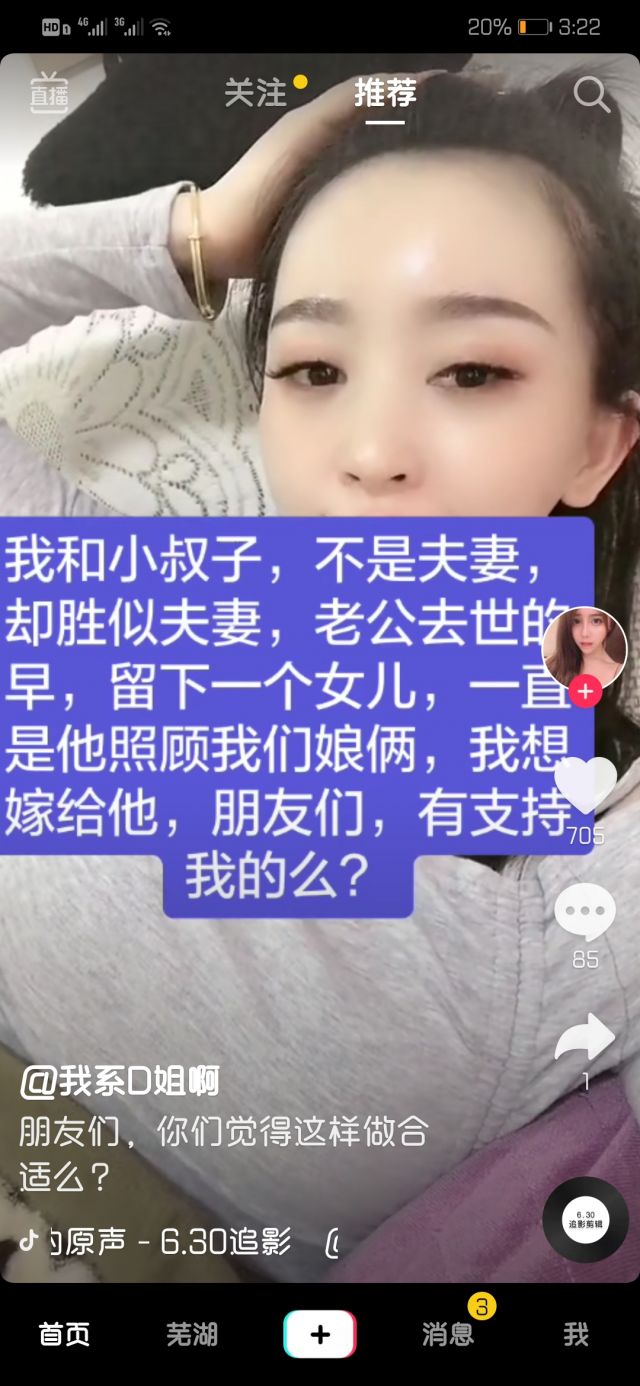 HD 1 4G 3G 20% 3:22
直播 关注 推荐
我和小叔子，不是夫妻，
却胜似夫妻，老公去世的
早，留下一个女儿，一直
是他照顾我们娘俩，我想
嫁给他，朋友们，有支持
我的么？
705
85
1
@我系D姐啊
朋友们，你们觉得这样做合
适么？
的原声 - 6.30追影 @
6.30
追影剪辑
首页 芜湖 消息 3 我